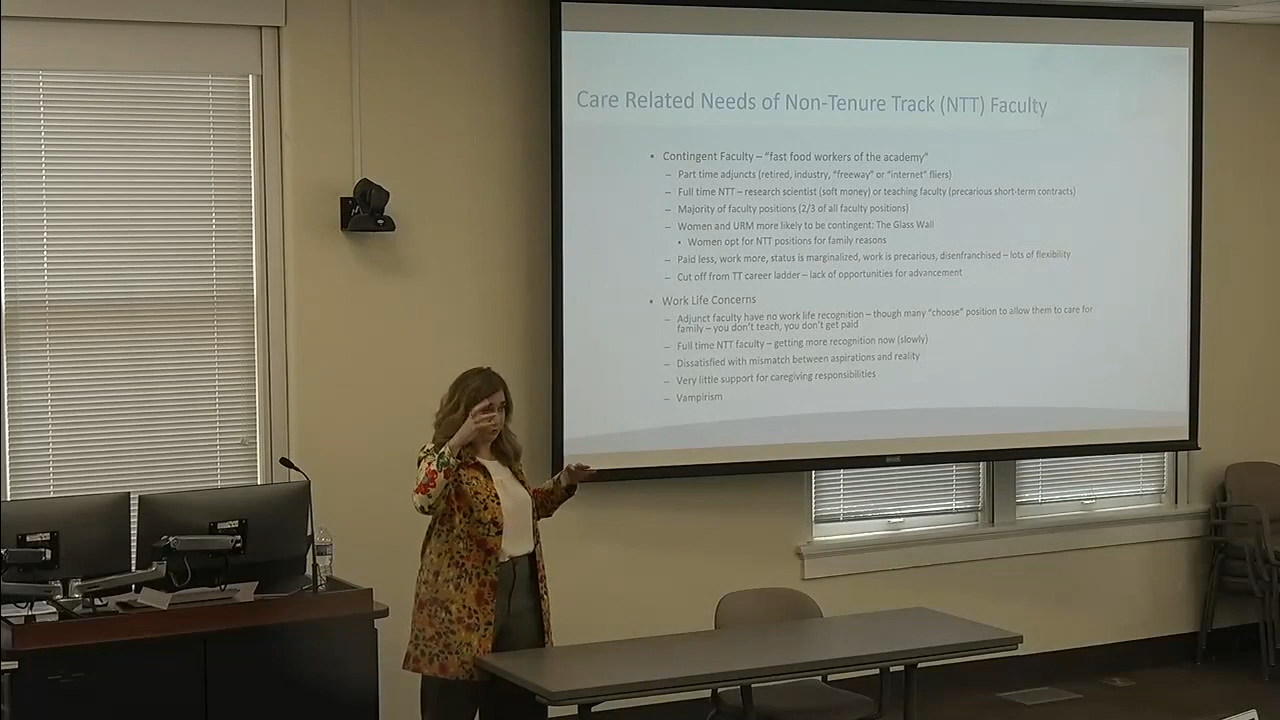 Care Related Needs of Non-Tenure Track (NTT) Faculty
• Contingent Faculty – "fast food workers of the academy"
– Part time adjuncts (retired, industry, "freeway" or "internet" fliers)
– Full time NTT – research scientist (soft money) or teaching faculty (precarious short-term contracts)
– Majority of faculty positions (2/3 of all faculty positions)
– Women and URM more likely to be contingent: The Glass Wall
• Women opt for NTT positions for family reasons
– Paid less, work more, status is marginalized, work is precarious, disenfranchised – lots of flexibility
– Cut off from TT career ladder – lack of opportunities for advancement
• Work Life Concerns
– Adjunct faculty have no work life recognition – though many "choose" position to allow them to care for
family – you don't teach, you don't get paid
– Full time NTT faculty – getting more recognition now (slowly)
– Dissatisfied with mismatch between aspirations and reality
– Very little support for caregiving responsibilities
– Vampirism